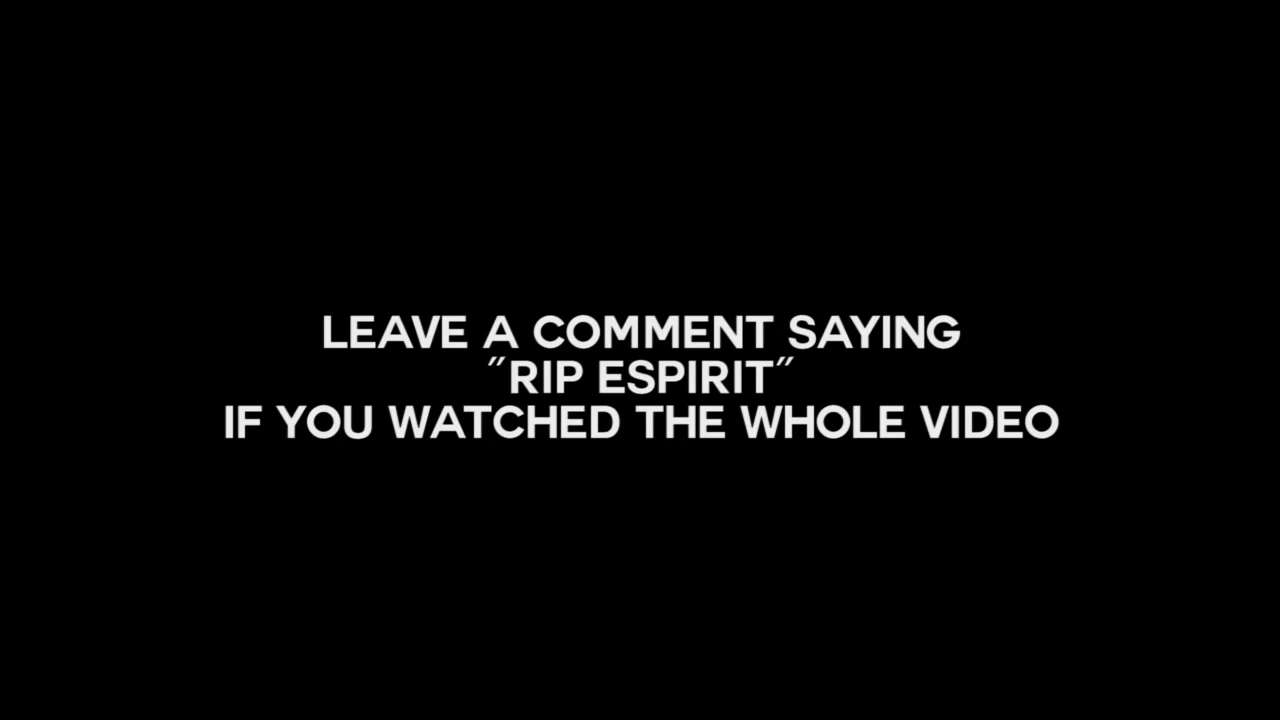 LEAVE A COMMENT SAYING
"RIP ESPIRIT"
IF YOU WATCHED THE WHOLE VIDEO